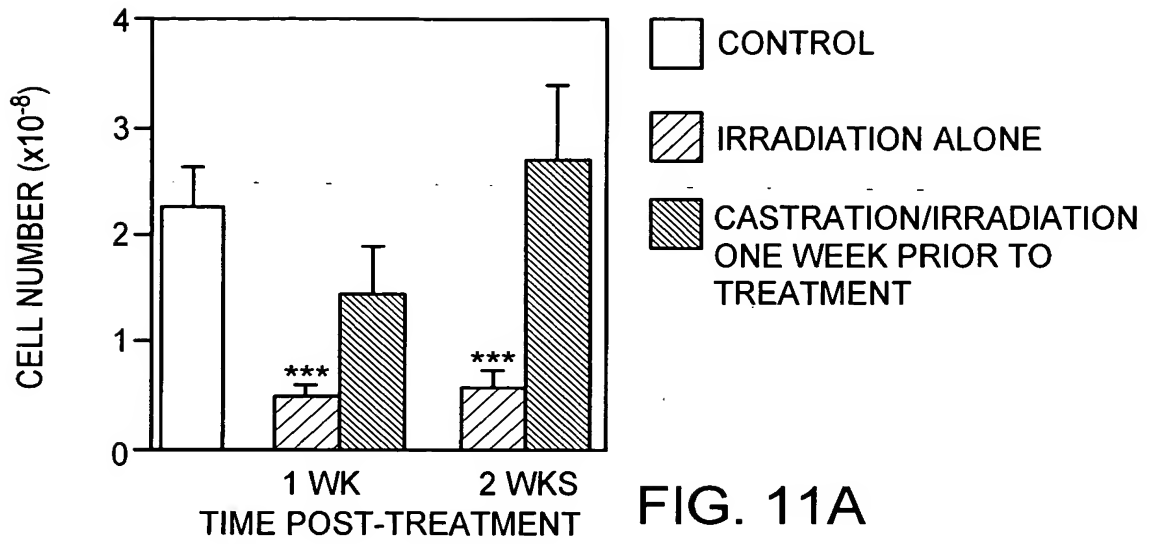 4
3
2
1
0
CELL NUMBER (x10⁻⁸)
***
***
1 WK
2 WKS
TIME POST-TREATMENT
CONTROL
IRRADIATION ALONE
CASTRATION/IRRADIATION
ONE WEEK PRIOR TO
TREATMENT
FIG. 11A